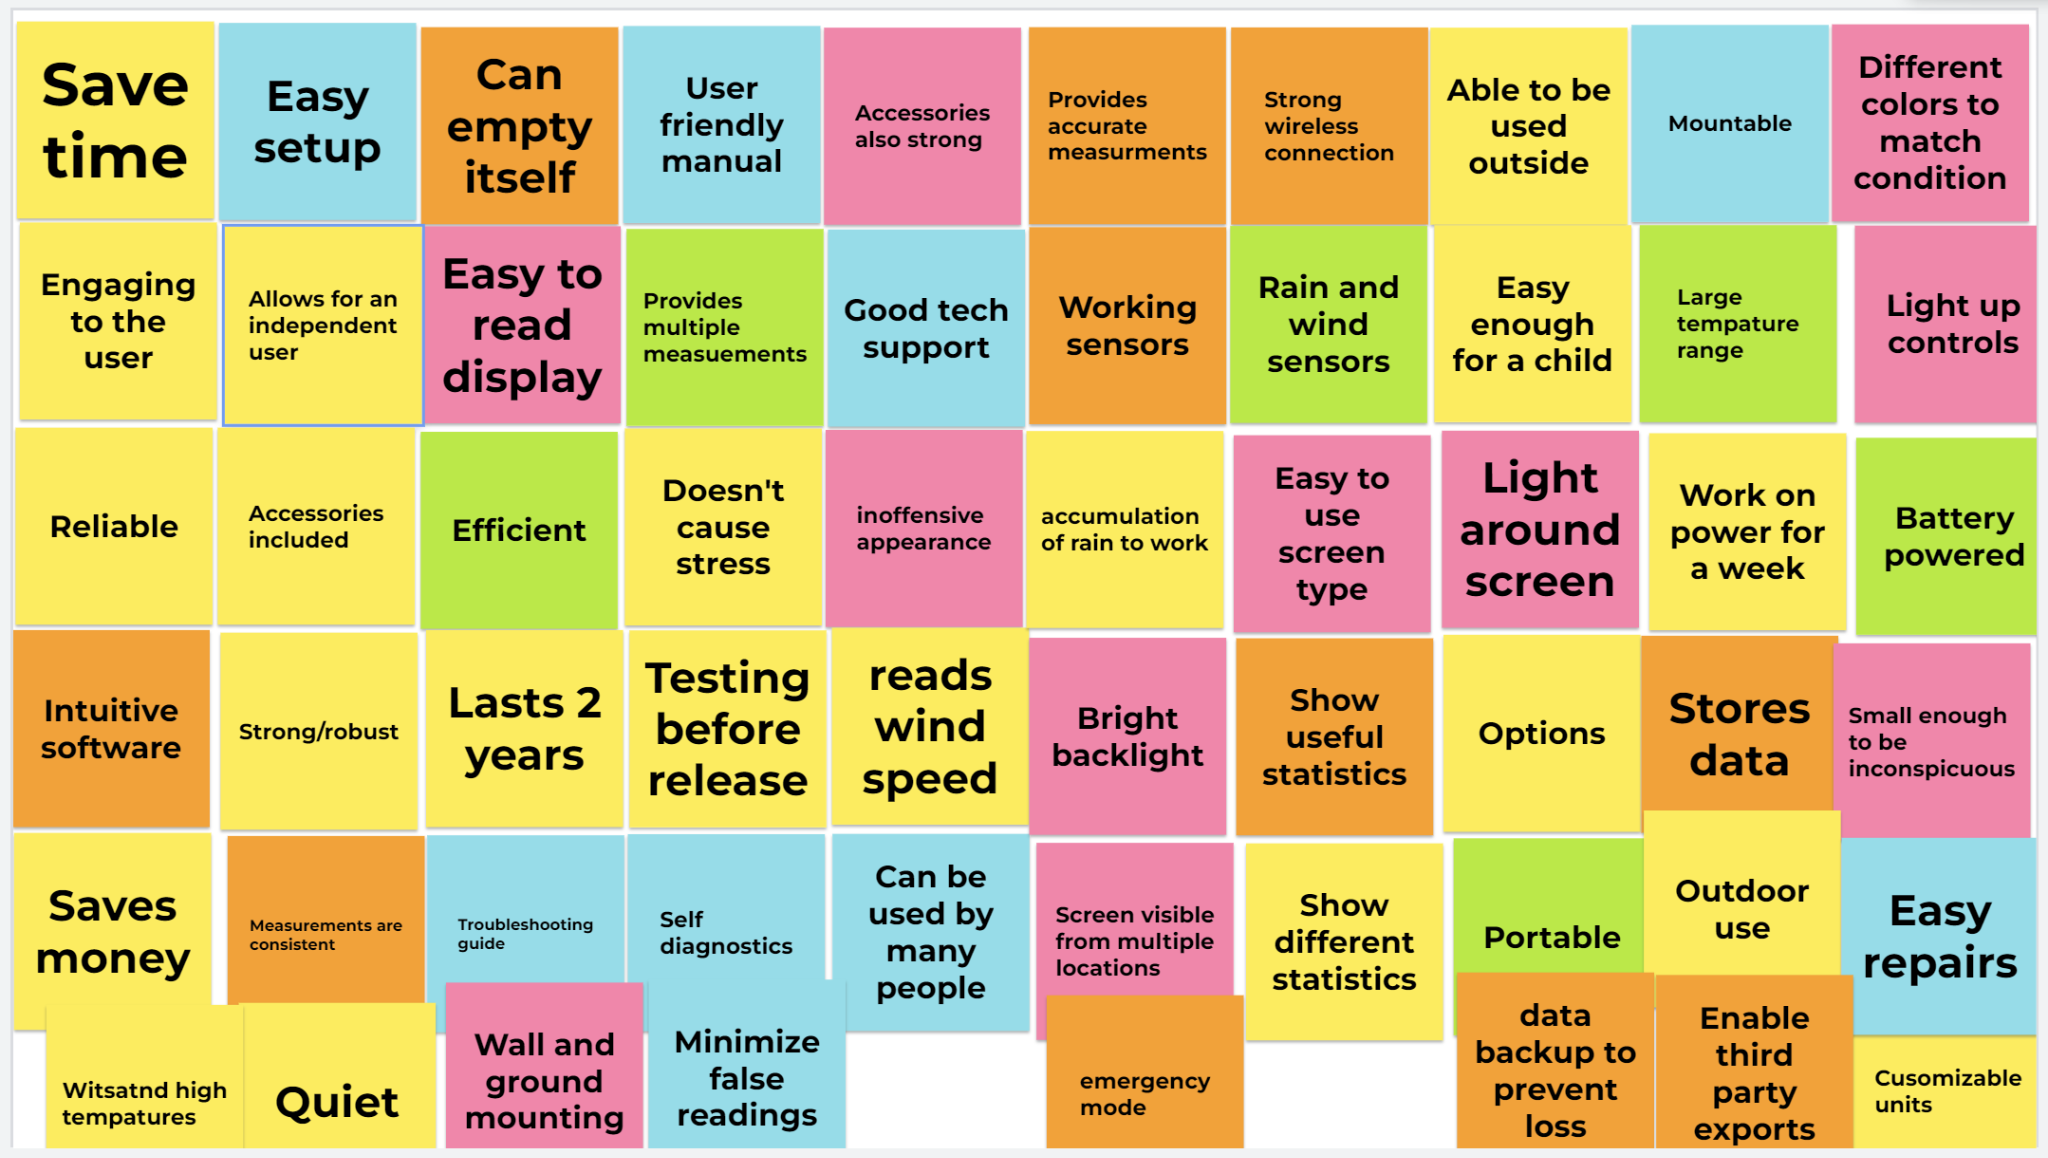 Save
time
Easy
setup
Can
empty
itself
User
friendly
manual
Accessories
also strong
Provides
accurate
measurments
Strong
wireless
connection
Able to be
used
outside
Mountable
Different
colors to
match
condition
Engaging
to the
user
Allows for an
independent
user
Easy to
read
display
Provides
multiple
measuements
Good tech
support
Working
sensors
Rain and
wind
sensors
Easy
enough
for a child
Large
tempature
range
Light up
controls
Reliable
Accessories
included
Efficient
Doesn't
cause
stress
inoffensive
appearance
accumulation
of rain to work
Easy to
use
screen
type
Light
around
screen
Work on
power for
a week
Battery
powered
Intuitive
software
Strong/robust
Lasts 2
years
Testing
before
release
reads
wind
speed
Bright
backlight
Show
useful
statistics
Options
Stores
data
Small enough
to be
inconspicuous
Saves
money
Measurements are
consistent
Troubleshooting
guide
Self
diagnostics
Can be
used by
many
people
Screen visible
from multiple
locations
Show
different
statistics
Portable
Outdoor
use
Easy
repairs
Witsatnd high
tempatures
Quiet
Wall and
ground
mounting
Minimize
false
readings
emergency
mode
data
backup to
prevent
loss
Enable
third
party
exports
Cusomizable
units